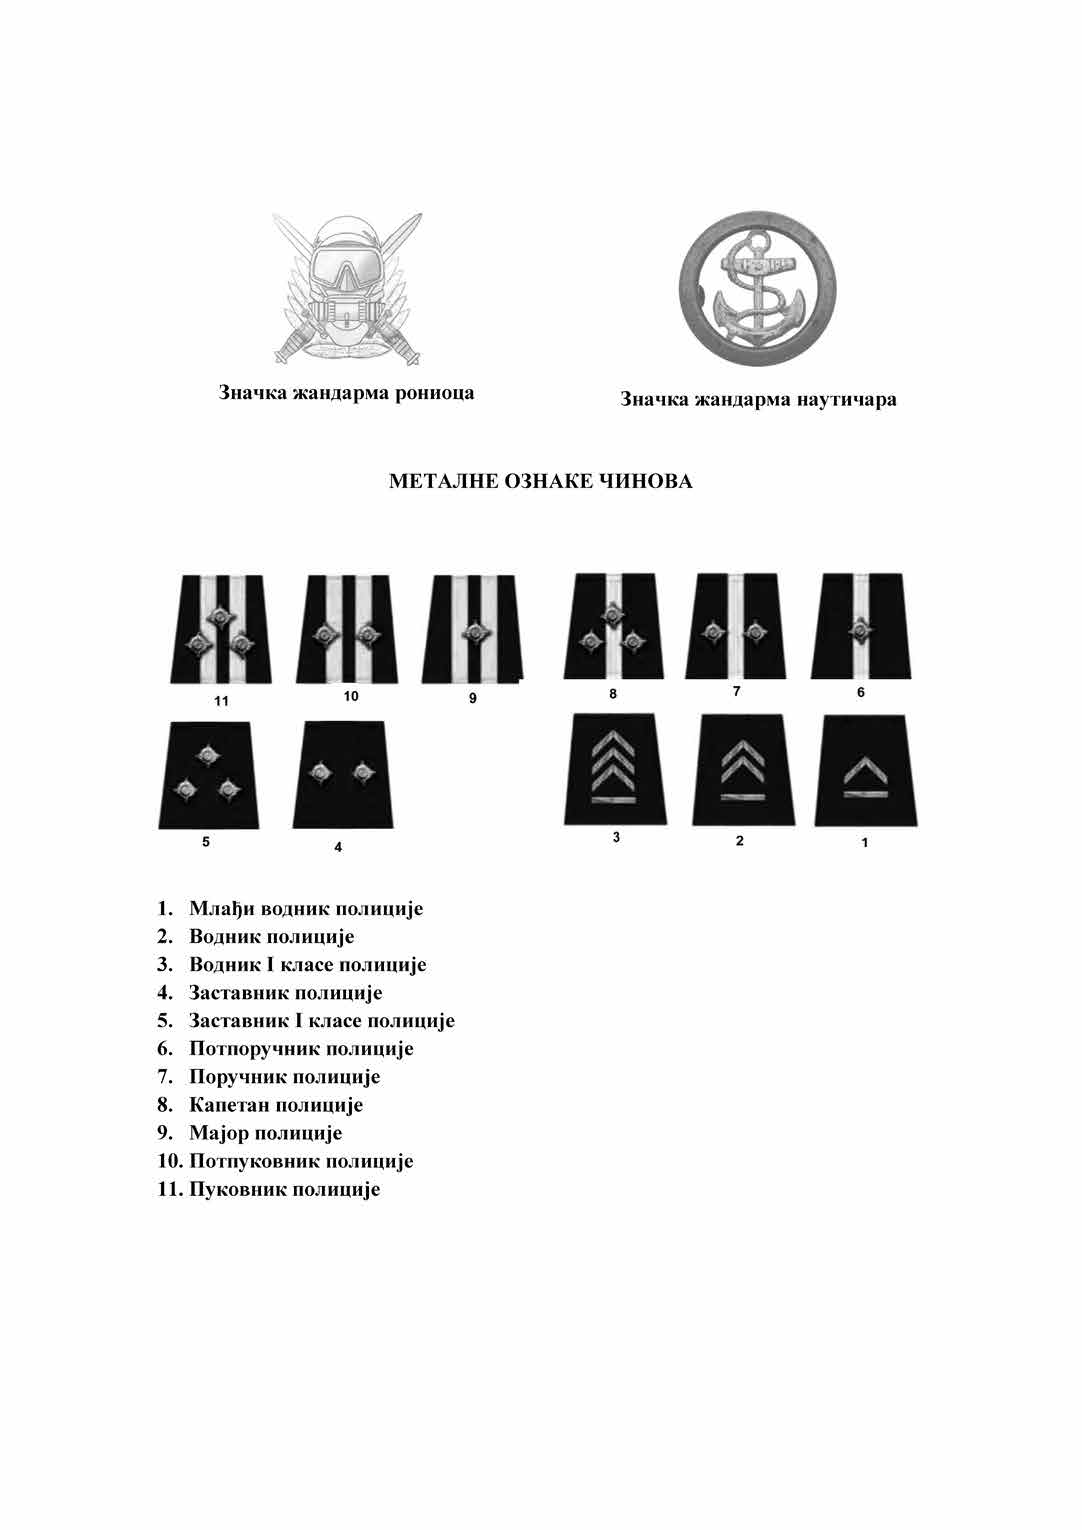 Значка жандарма рониоца
Значка жандарма наутичара
МЕТАЛНЕ ОЗНАКЕ ЧИНОВА
11 10 9 8 7 6
5 4 3 2 1
1. Млађи водник полиције
2. Водник полиције
3. Водник I класе полиције
4. Заставник полиције
5. Заставник I класе полиције
6. Потпоручник полиције
7. Поручник полиције
8. Капетан полиције
9. Мајор полиције
10. Потпуковник полиције
11. Пуковник полиције